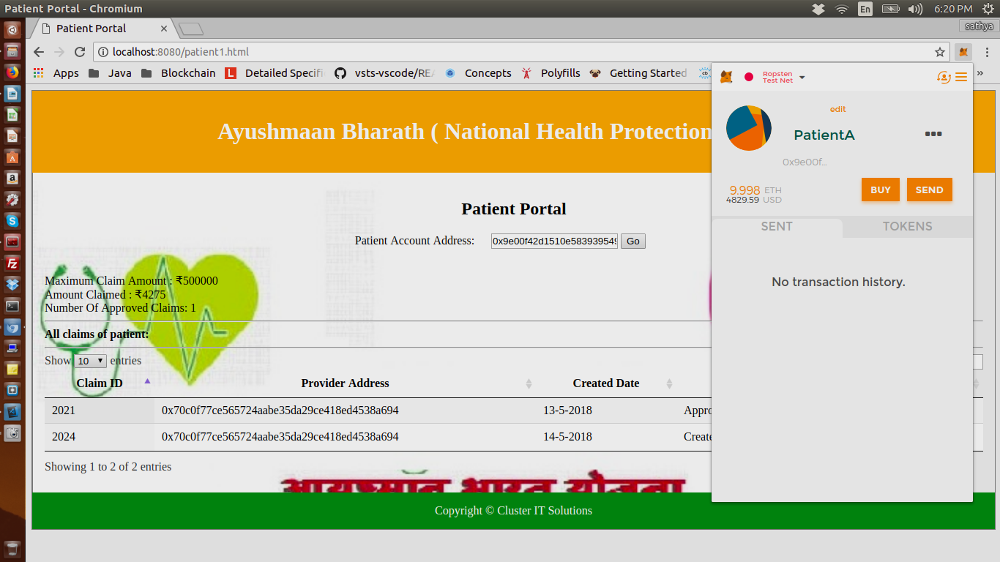 Patient Portal - Chromium
En
6:20 PM
Patient Portal
sathya
localhost:8080/patient1.html
Apps
Java
Blockchain
Detailed Specifi
vsts-vscode/REA
Concepts
Polyfills
Getting Started
cb
»
Ropsten
Test Net
Ayushmaan Bharath ( National Health Protection
edit
PatientA
0x9e00f...
9.998 ETH
4829.59 USD
BUY
SEND
SENT
TOKENS
No transaction history.
Patient Portal
Patient Account Address:
0x9e00f42d1510e583939549
Go
Maximum Claim Amount : ₹500000
Amount Claimed : ₹4275
Number Of Approved Claims: 1
All claims of patient:
Show 10 entries
Claim ID
Provider Address
Created Date
2021
0x70c0f77ce565724aabe35da29ce418ed4538a694
13-5-2018
Appro
2024
0x70c0f77ce565724aabe35da29ce418ed4538a694
14-5-2018
Create
Showing 1 to 2 of 2 entries
आयुष्मान भारत योजना
Copyright © Cluster IT Solutions